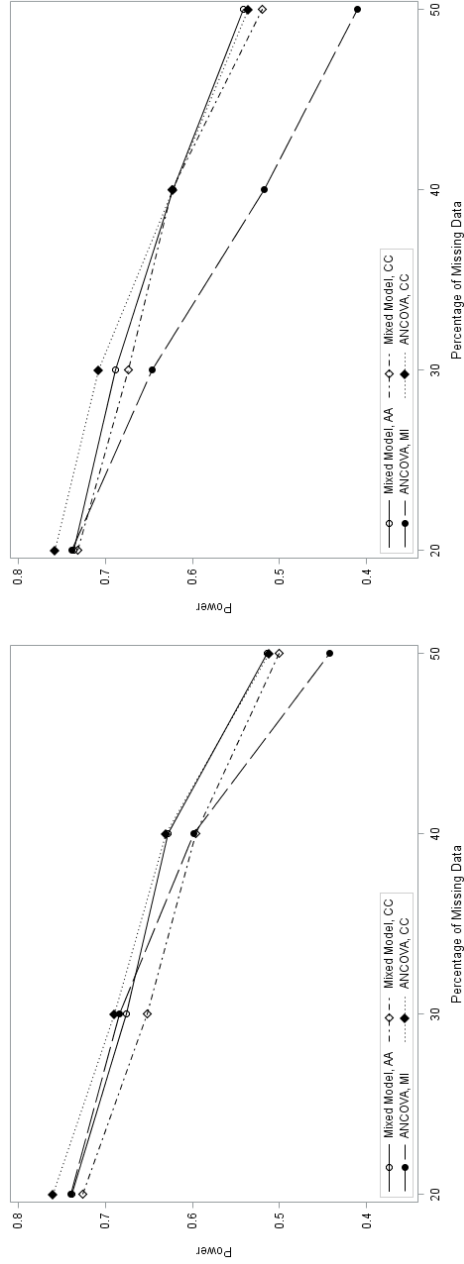 0.8
0.7
0.6
0.5
0.4
Power
20
30
40
50
Percentage of Missing Data
Mixed Model, AA
Mixed Model, CC
ANCOVA, MI
ANCOVA, CC
0.8
0.7
0.6
0.5
0.4
Power
20
30
40
50
Percentage of Missing Data
Mixed Model, AA
Mixed Model, CC
ANCOVA, MI
ANCOVA, CC